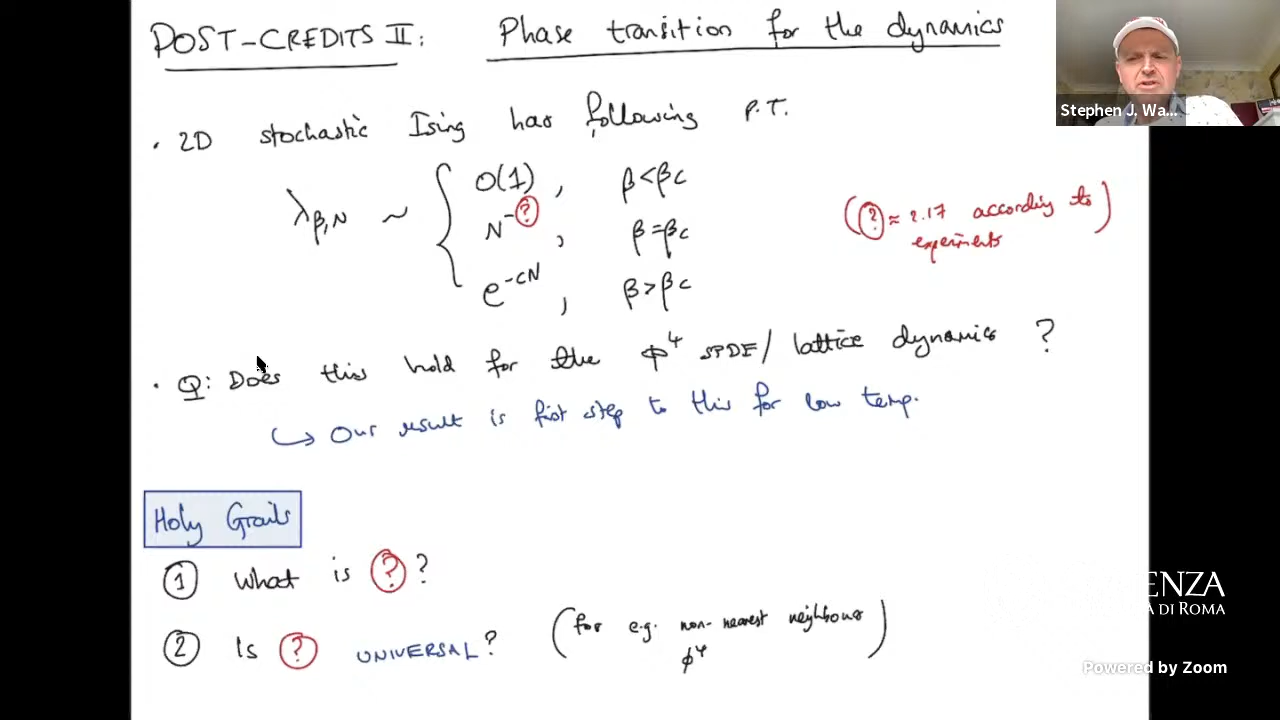 POST-CREDITS II: Phase transition for the dynamics
Stephen J. Wa...
• 2D stochastic Ising has following P.T.
λβ,N ~ { O(1), β<βc
N^-?, β=βc
e^-cN, β>βc
(? ≈ 2.17 according to
experiments)
• Q: Does this hold for the ϕ^4 SPDE/lattice dynamics ?
↪ Our result is first step to this for low temp.
Holy Grails
① What is ? ?
② Is ? UNIVERSAL? (for e.g. non-nearest neighbour
ϕ^4)
ENZA
A DI ROMA
Powered by Zoom